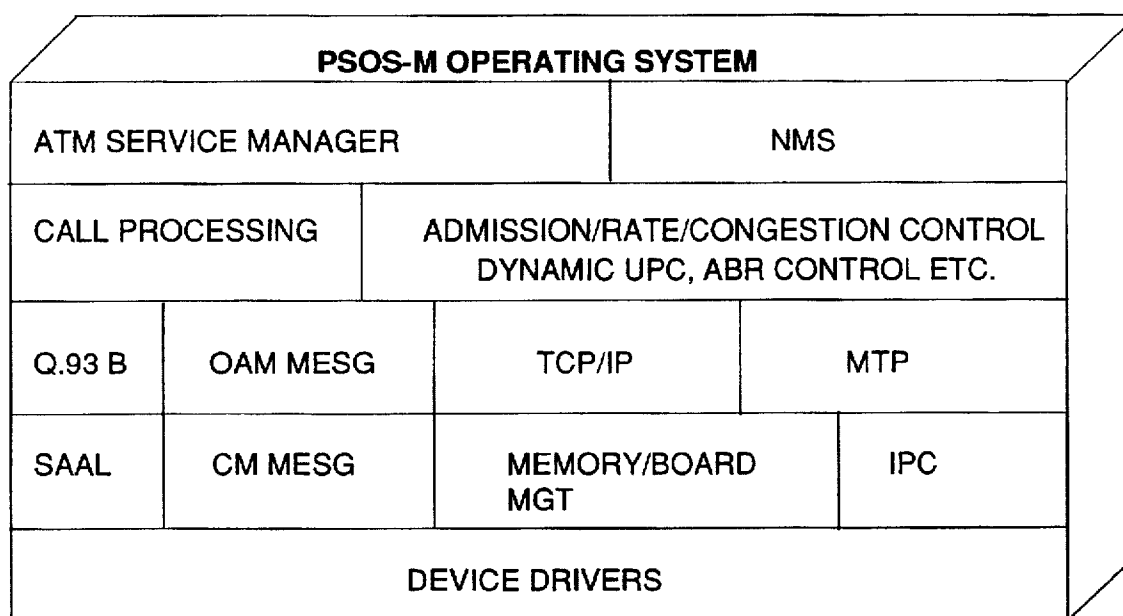 PSOS-M OPERATING SYSTEM
ATM SERVICE MANAGER
NMS
CALL PROCESSING
ADMISSION/RATE/CONGESTION CONTROL
DYNAMIC UPC, ABR CONTROL ETC.
Q.93 B
OAM MESG
TCP/IP
MTP
SAAL
CM MESG
MEMORY/BOARD
MGT
IPC
DEVICE DRIVERS